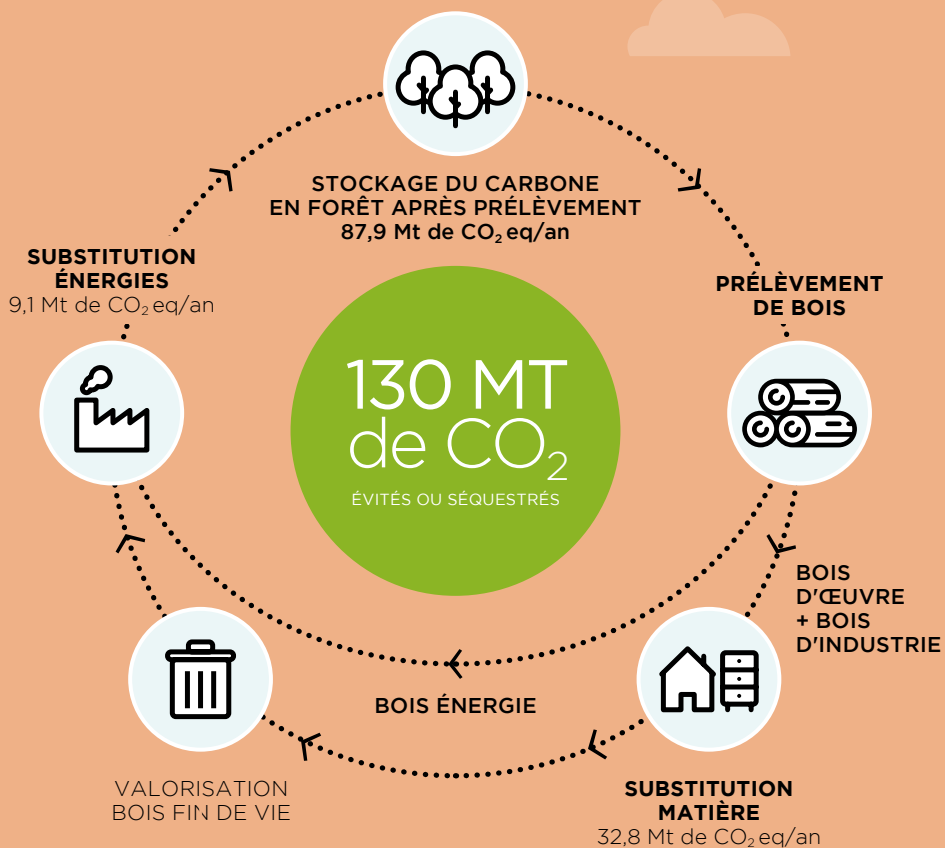 STOCKAGE DU CARBONE
EN FORÊT APRÈS PRÉLÈVEMENT
87,9 Mt de CO₂ eq/an
SUBSTITUTION
ÉNERGIES
9,1 Mt de CO₂ eq/an
PRÉLÈVEMENT
DE BOIS
130 MT
de CO₂
ÉVITÉS OU SÉQUESTRÉS
BOIS
D'ŒUVRE
+ BOIS
D'INDUSTRIE
BOIS ÉNERGIE
VALORISATION
BOIS FIN DE VIE
SUBSTITUTION
MATIÈRE
32,8 Mt de CO₂ eq/an